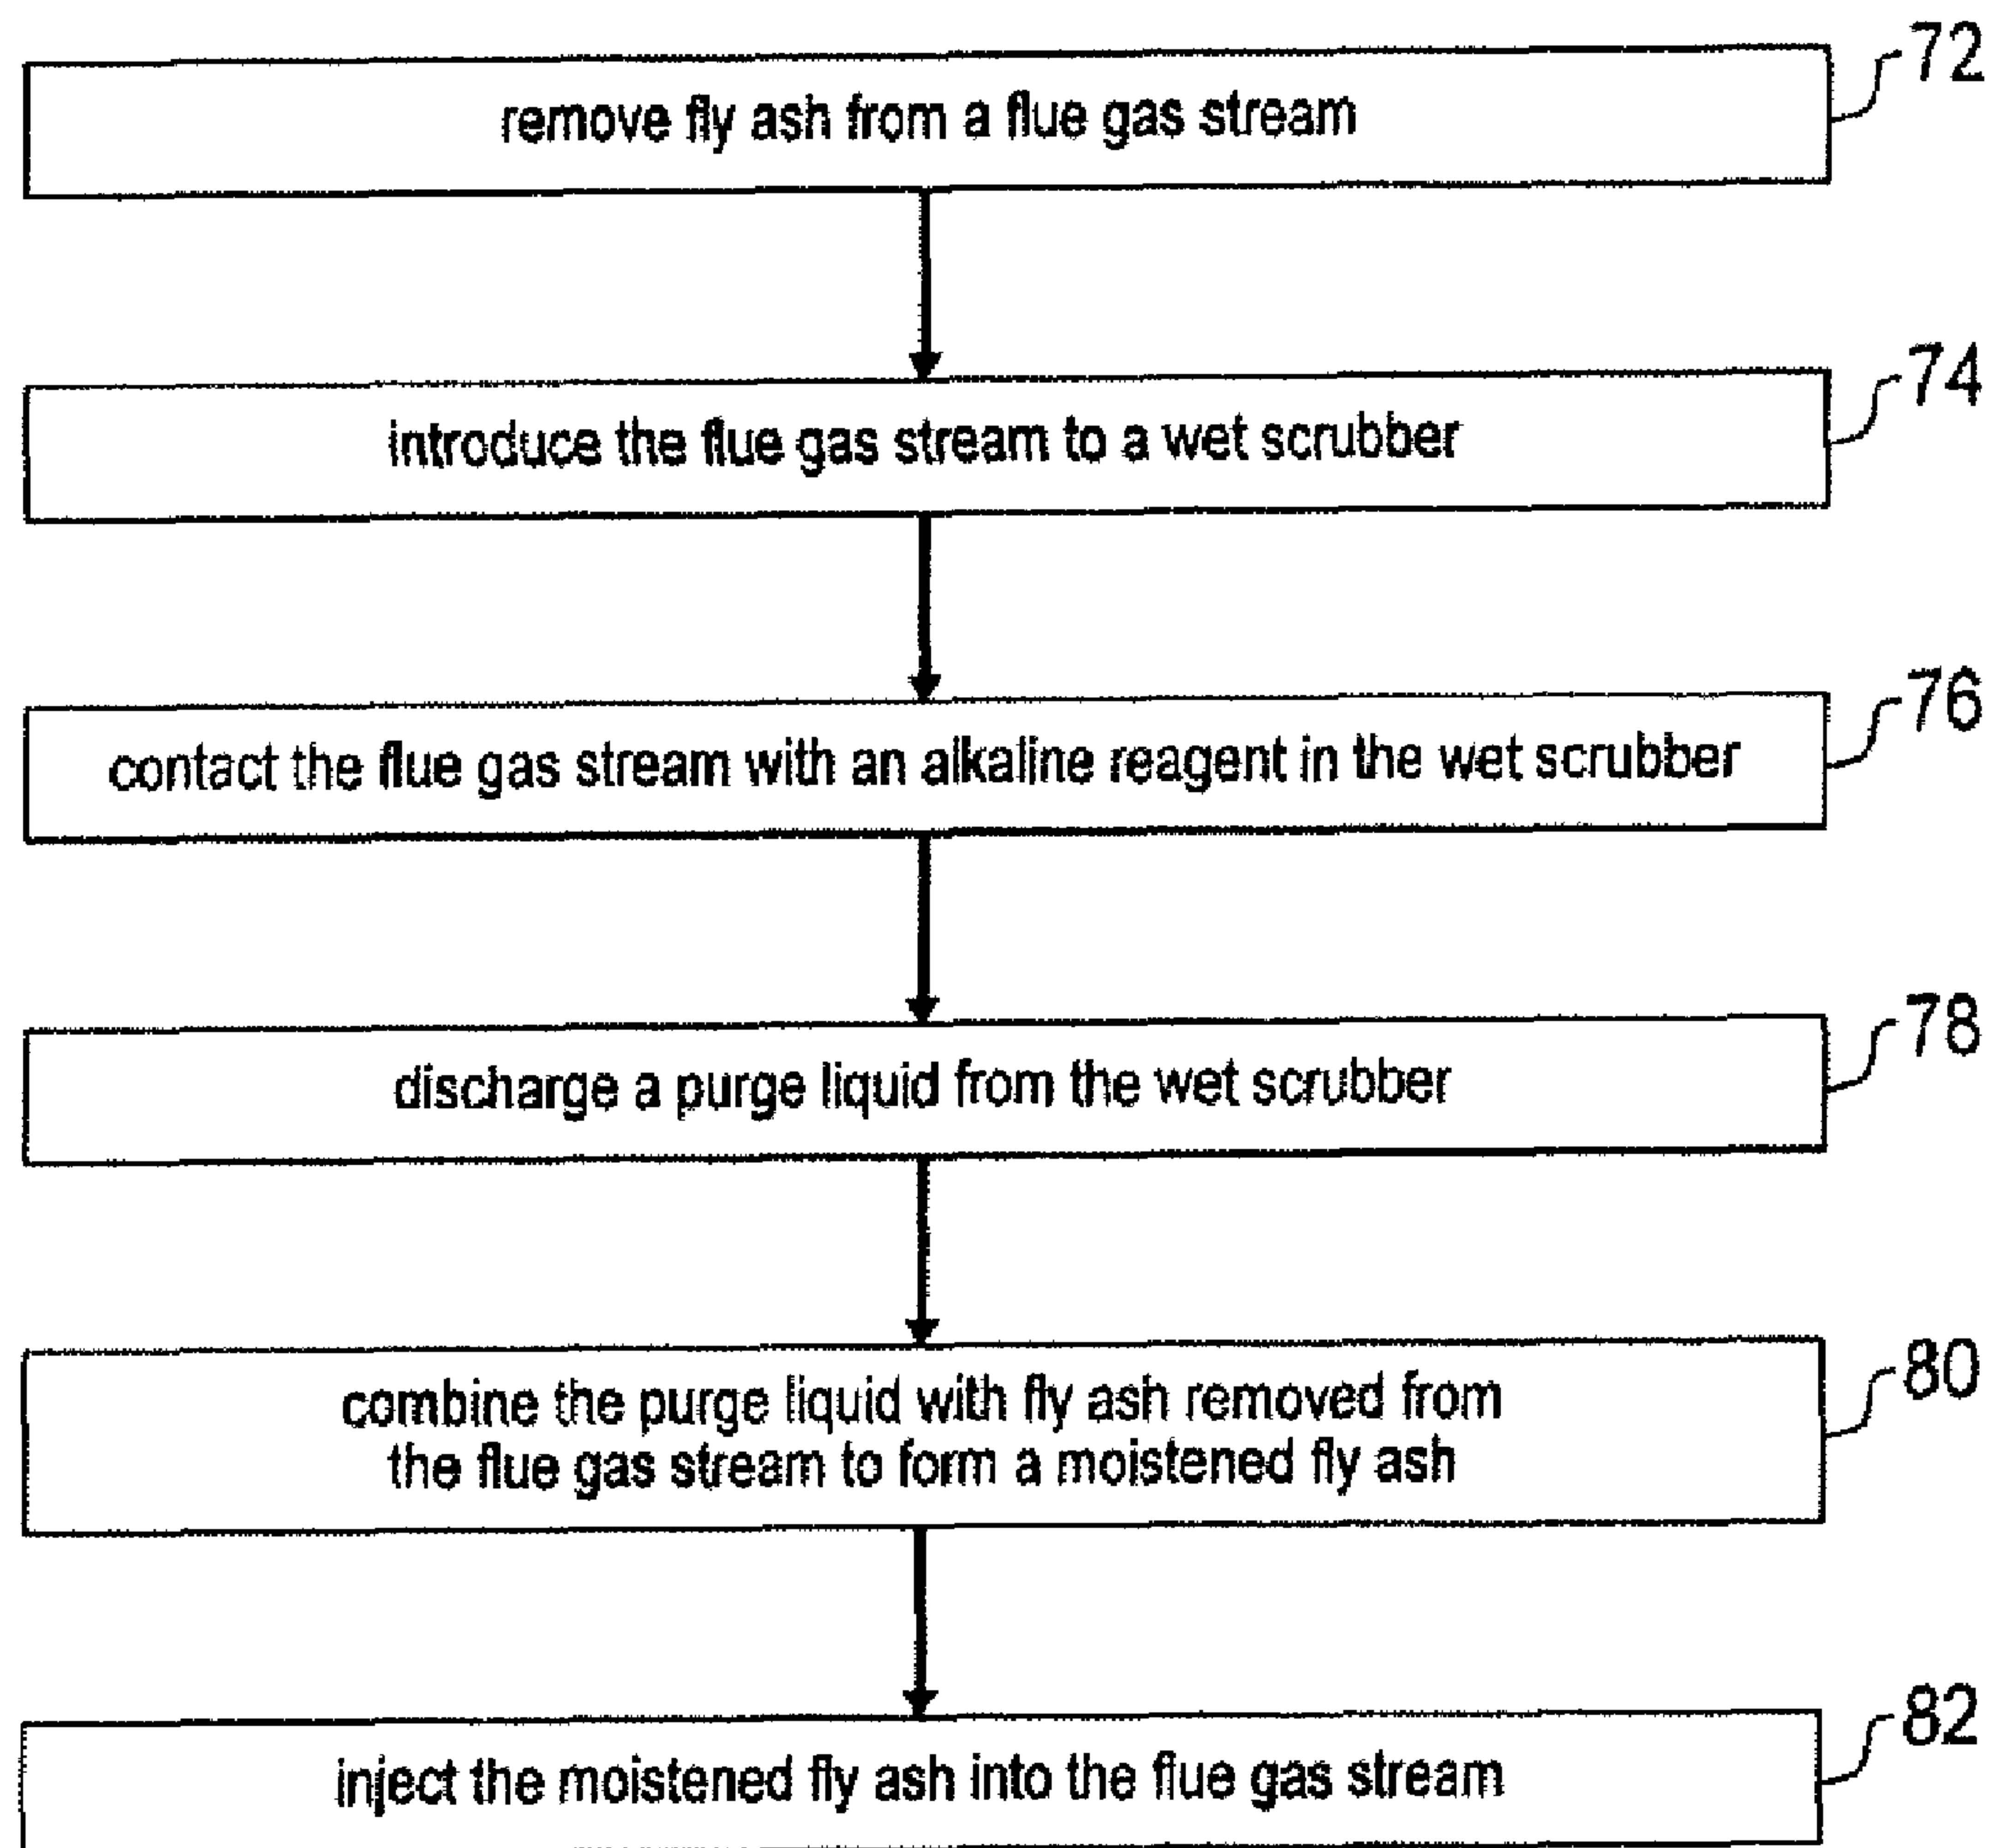 72
remove fly ash from a flue gas stream
74
introduce the flue gas stream to a wet scrubber
76
contact the flue gas stream with an alkaline reagent in the wet scrubber
78
discharge a purge liquid from the wet scrubber
80
combine the purge liquid with fly ash removed from
the flue gas stream to form a moistened fly ash
82
inject the moistened fly ash into the flue gas stream